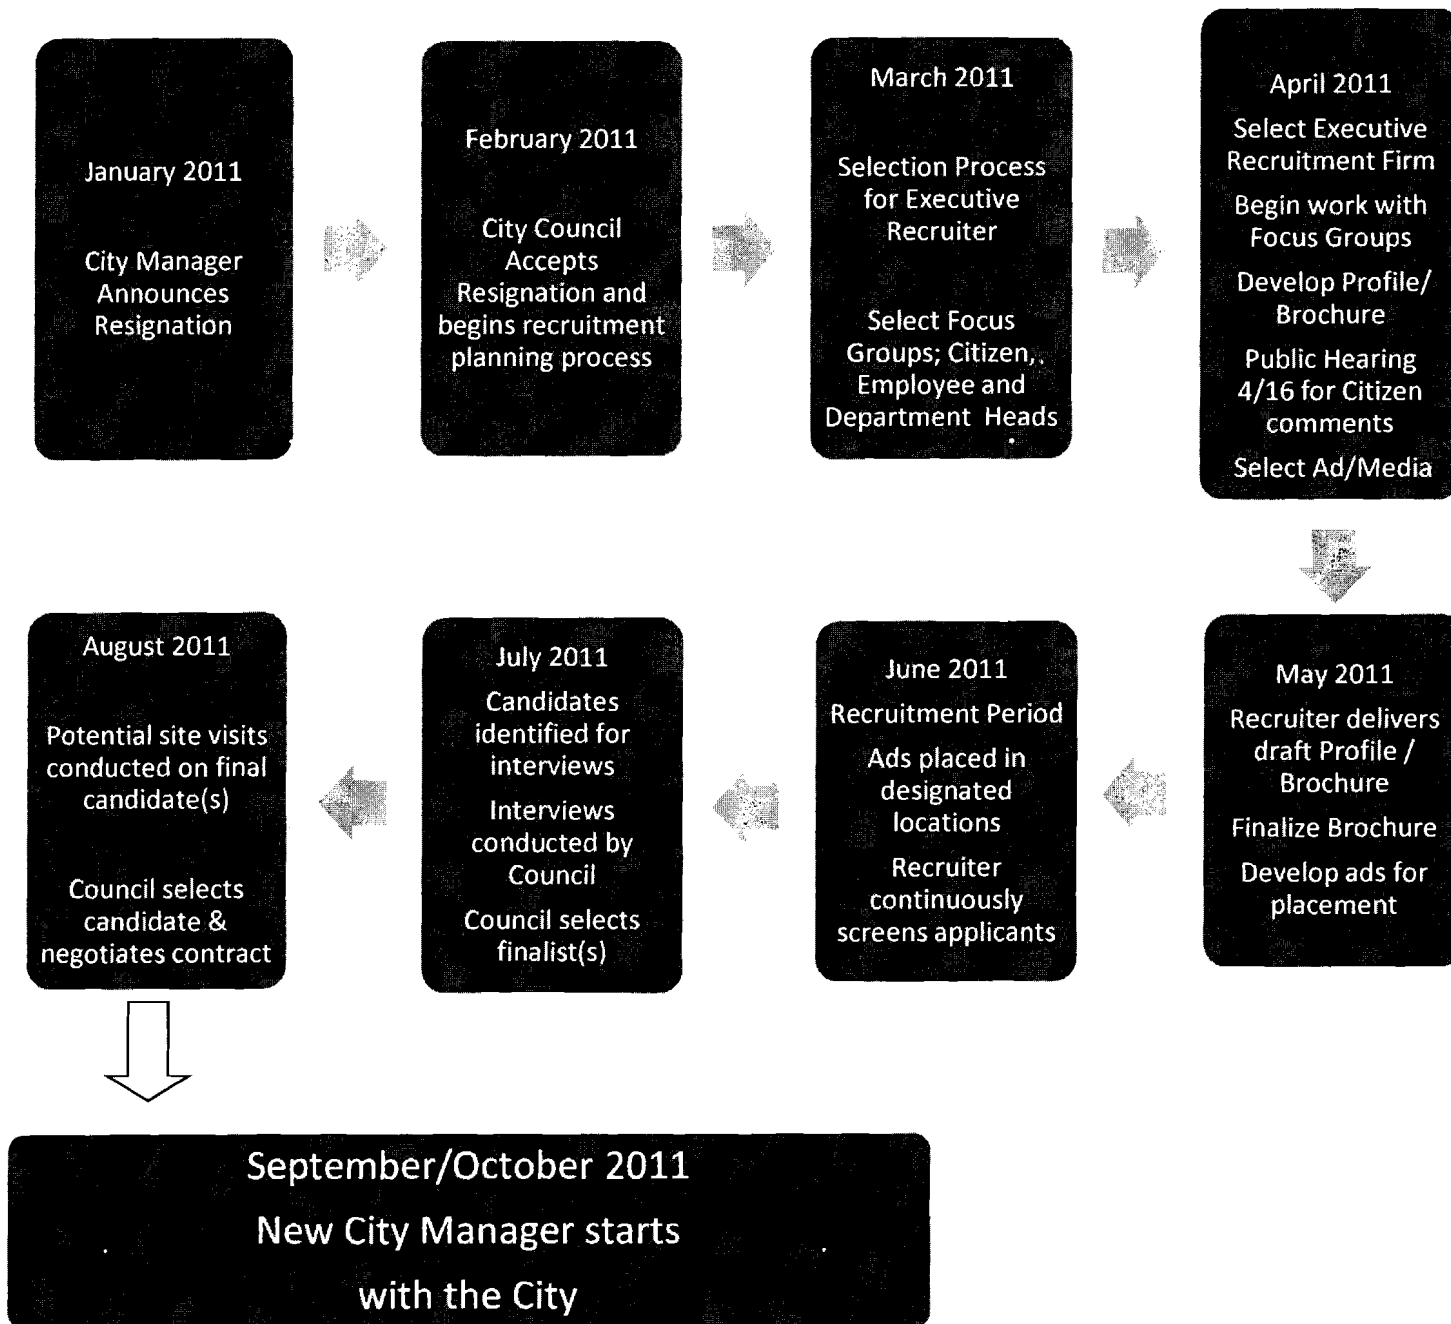 January 2011
City Manager
Announces
Resignation
February 2011
City Council
Accepts
Resignation and
begins recruitment
planning process
March 2011
Selection Process
for Executive
Recruiter
Select Focus
Groups; Citizen,
Employee and
Department Heads
April 2011
Select Executive
Recruitment Firm
Begin work with
Focus Groups
Develop Profile/
Brochure
Public Hearing
4/16 for Citizen
comments
Select Ad/Media
May 2011
Recruiter delivers
draft Profile /
Brochure
Finalize Brochure
Develop ads for
placement
June 2011
Recruitment Period
Ads placed in
designated
locations
Recruiter
continuously
screens applicants
July 2011
Candidates
identified for
interviews
Interviews
conducted by
Council
Council selects
finalist(s)
August 2011
Potential site visits
conducted on final
candidate(s)
Council selects
candidate &
negotiates contract
September/October 2011
New City Manager starts
with the City